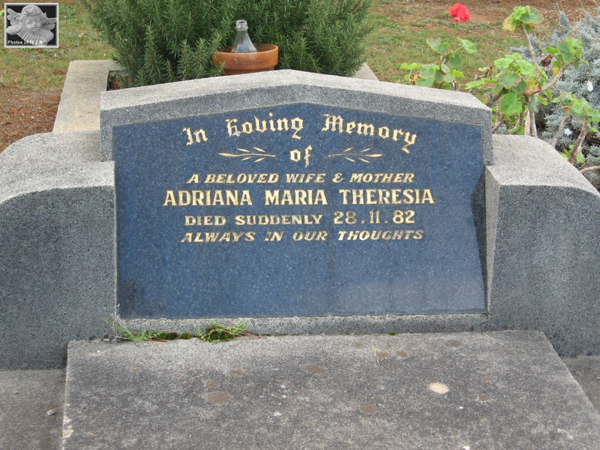 In Loving Memory
of
A BELOVED WIFE & MOTHER
ADRIANA MARIA THERESIA
DIED SUDDENLY 28.11.82
ALWAYS IN OUR THOUGHTS